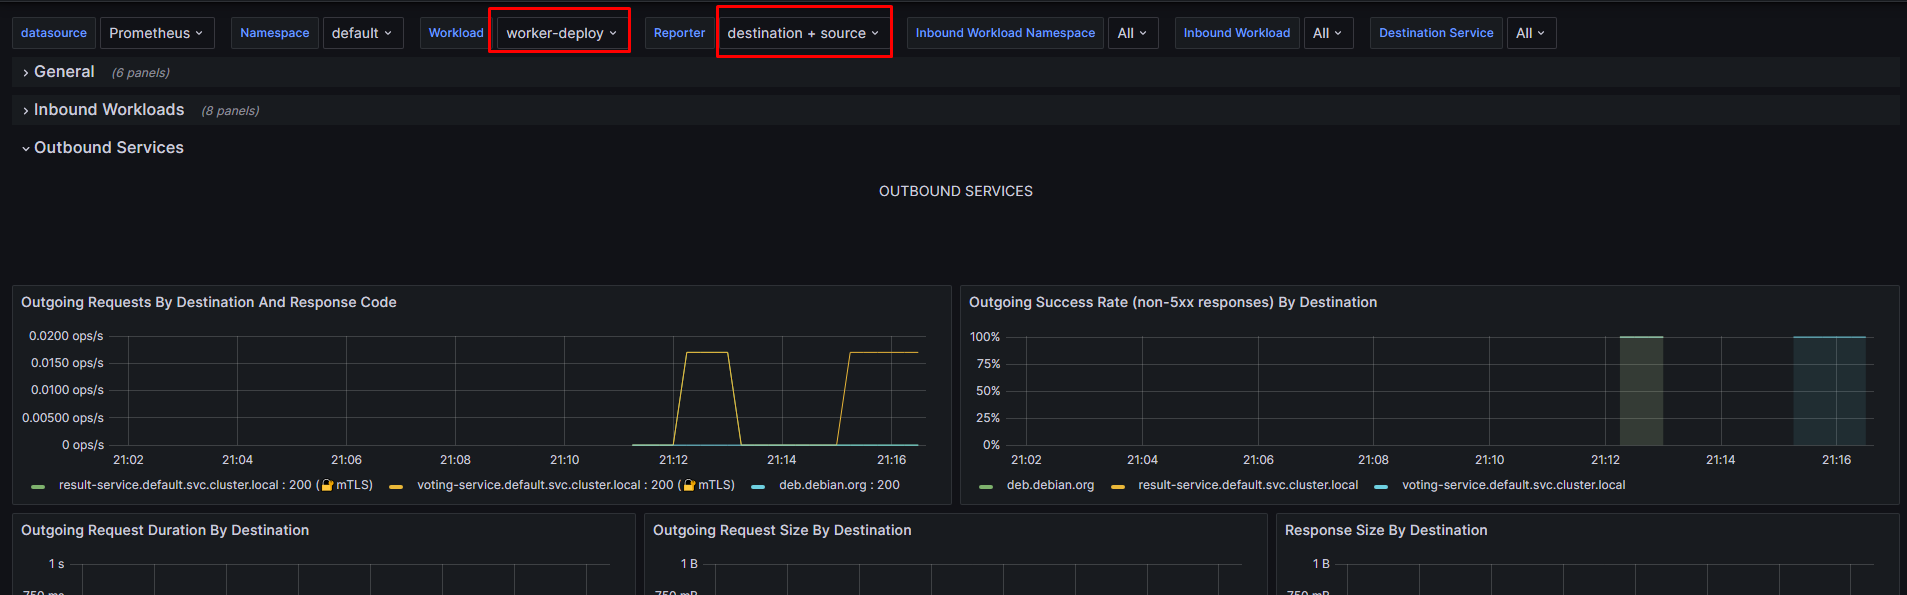 datasource Prometheus Namespace default Workload worker-deploy Reporter destination + source Inbound Workload Namespace All Inbound Workload All Destination Service All
General (6 panels)
Inbound Workloads (8 panels)
Outbound Services
OUTBOUND SERVICES
Outgoing Requests By Destination And Response Code
0.0200 ops/s
0.0150 ops/s
0.0100 ops/s
0.00500 ops/s
0 ops/s
21:02 21:04 21:06 21:08 21:10 21:12 21:14 21:16
result-service.default.svc.cluster.local : 200 (🔐mTLS) voting-service.default.svc.cluster.local : 200 (🔐mTLS) deb.debian.org : 200
Outgoing Success Rate (non-5xx responses) By Destination
100%
75%
50%
25%
0%
21:02 21:04 21:06 21:08 21:10 21:12 21:14 21:16
deb.debian.org result-service.default.svc.cluster.local voting-service.default.svc.cluster.local
Outgoing Request Duration By Destination
1 s
750 ms
Outgoing Request Size By Destination
1 B
750 mB
Response Size By Destination
1 B
750 mB